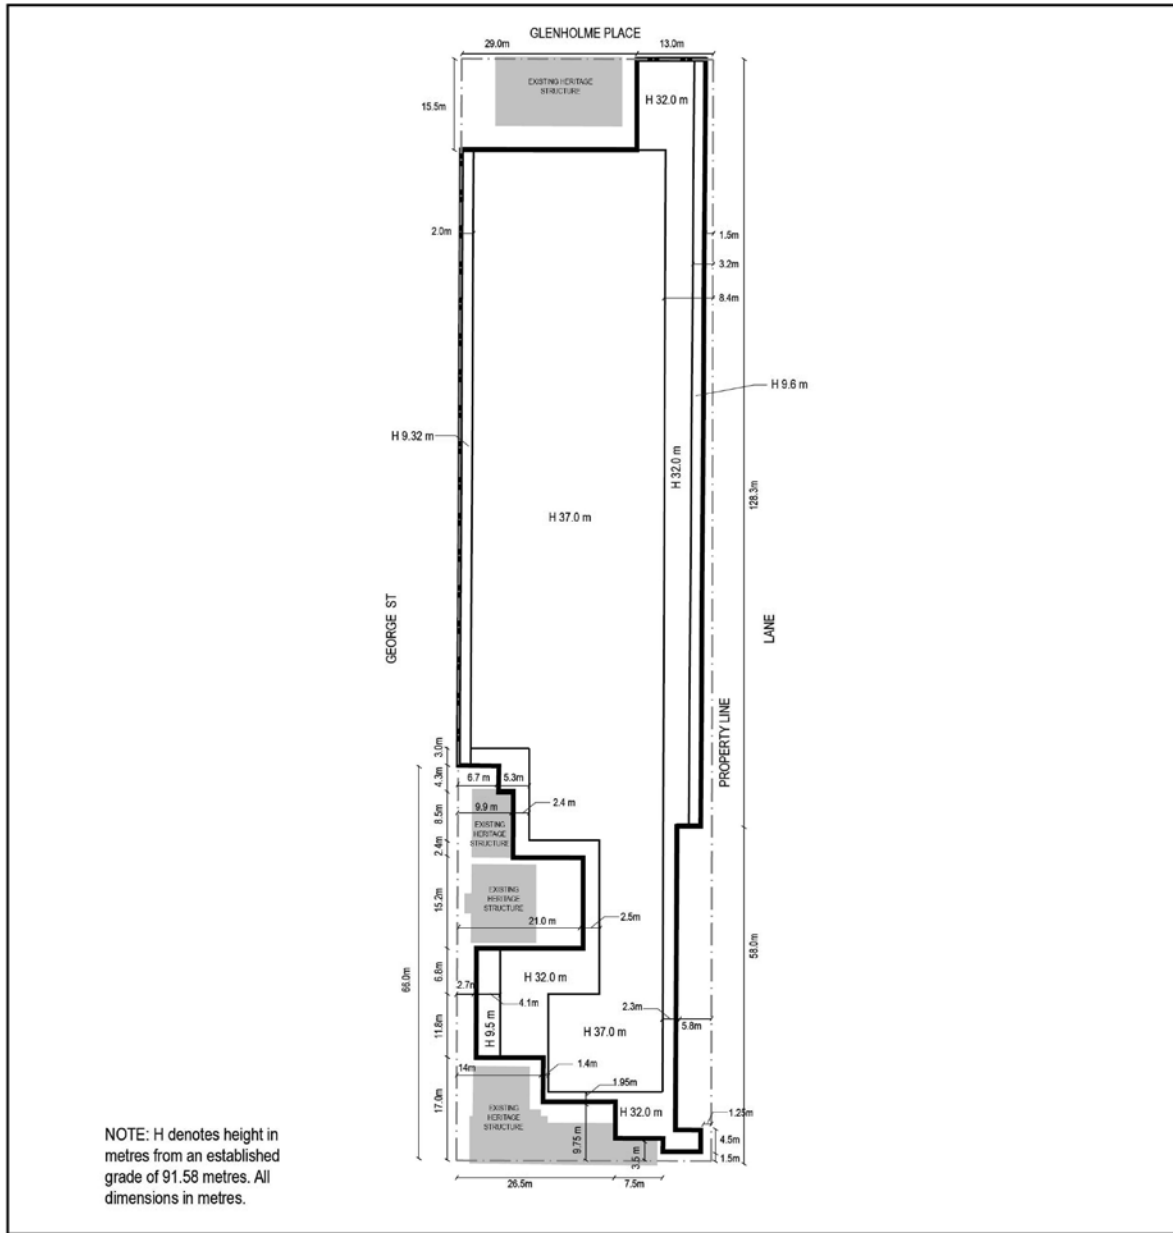 GLENHOLME PLACE
29.0m
13.0m
EXISTING HERITAGE
STRUCTURE
H 32.0 m
15.5m
2.0m
1.5m
3.2m
8.4m
H 9.6 m
H 9.32 m
H 32.0 m
128.3m
H 37.0 m
GEORGE ST
LANE
PROPERTY LINE
3.0m
4.3m
6.7 m
5.3m
8.5m
9.9 m
2.4 m
EXISTING
HERITAGE
STRUCTURE
2.4m
15.2m
EXISTING
HERITAGE
STRUCTURE
21.0 m
2.5m
58.0m
66.0m
6.8m
H 32.0 m
2.7m
4.1m
2.3m
5.8m
11.8m
H 9.5 m
H 37.0 m
14m
1.4m
1.95m
17.0m
EXISTING
HERITAGE
STRUCTURE
H 32.0 m
1.25m
9.75 m
3.5 m
4.5m
1.5m
26.5m
7.5m
NOTE: H denotes height in
metres from an established
grade of 91.58 metres. All
dimensions in metres.